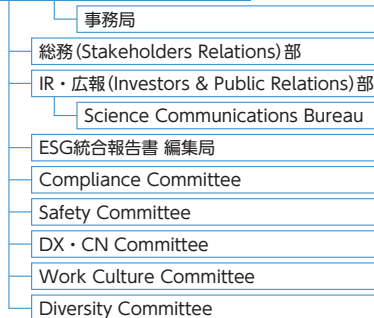 事務局
総務(Stakeholders Relations)部
IR・広報(Investors & Public Relations)部
Science Communications Bureau
ESG統合報告書 編集局
Compliance Committee
Safety Committee
DX・CN Committee
Work Culture Committee
Diversity Committee